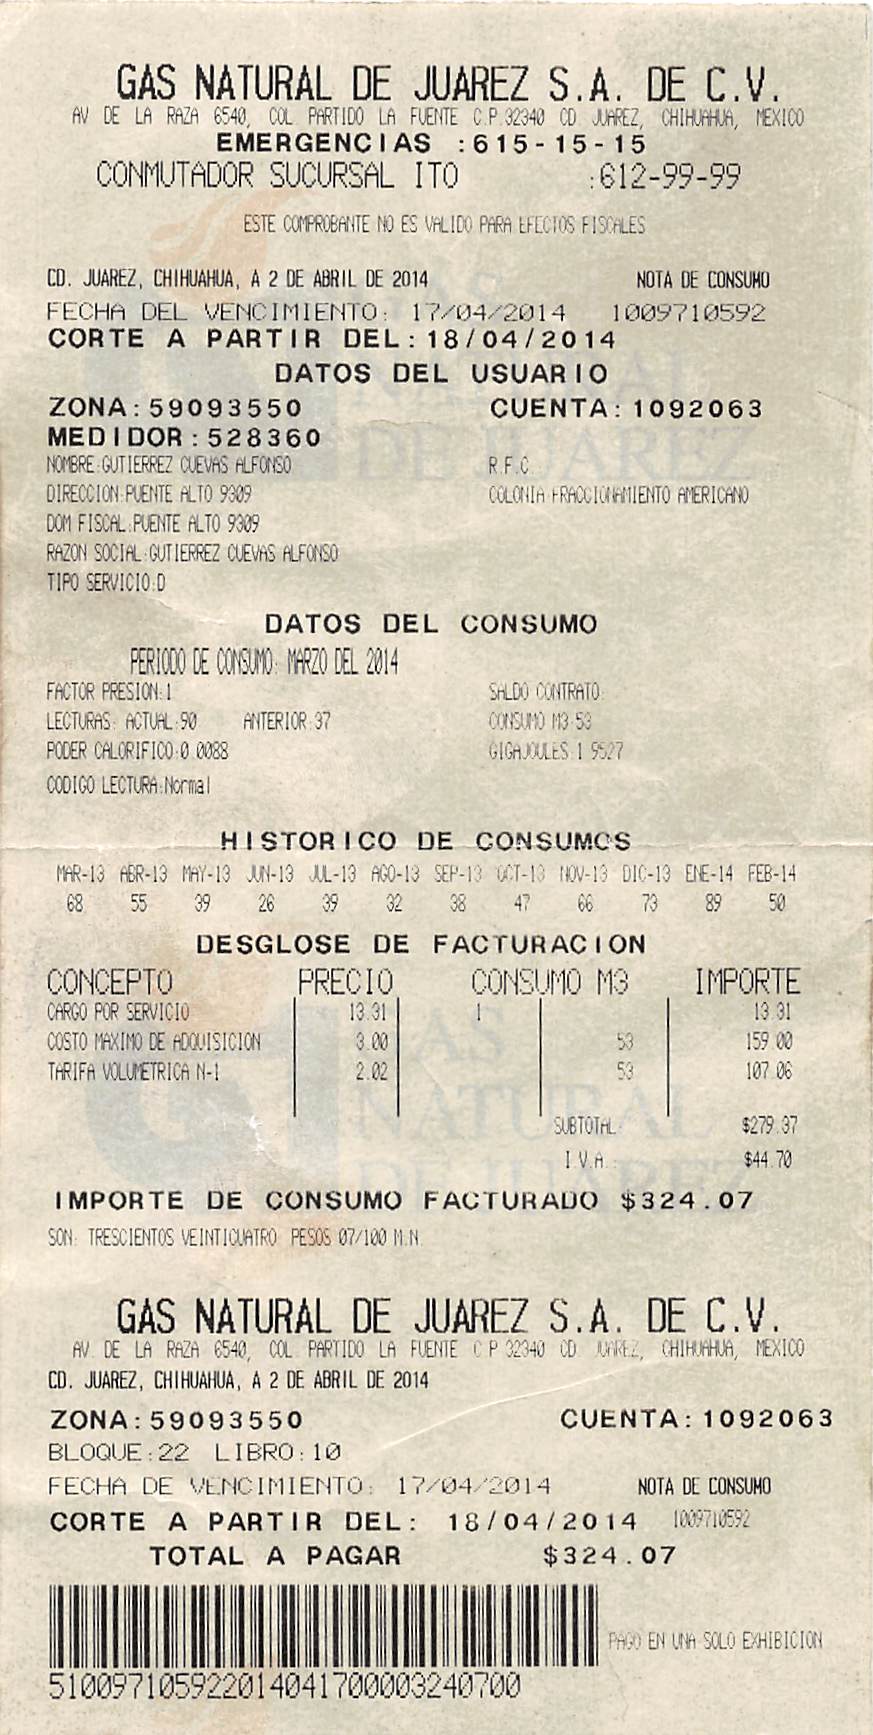 GAS NATURAL DE JUAREZ S.A. DE C.V.
AV DE LA RAZA 6540, COL. PARTIDO LA FUENTE C.P.32340 CD. JUAREZ, CHIHUAHUA, MEXICO
EMERGENCIAS :615-15-15
CONMUTADOR SUCURSAL ITO :612-99-99
ESTE COMPROBANTE NO ES VALIDO PARA EFECTOS FISCALES
CD. JUAREZ, CHIHUAHUA, A 2 DE ABRIL DE 2014 NOTA DE CONSUMO
FECHA DEL VENCIMIENTO: 17/04/2014 1009710592
CORTE A PARTIR DEL:18/04/2014
DATOS DEL USUARIO
ZONA:59093550 CUENTA:1092063
MEDIDOR:528360
NOMBRE:GUTIERREZ CUEVAS ALFONSO R.F.C.
DIRECCION:PUENTE ALTO 9309 COLONIA:FRACCIONAMIENTO AMERICANO
DOM FISCAL:PUENTE ALTO 9309
RAZON SOCIAL:GUTIERREZ CUEVAS ALFONSO
TIPO SERVICIO:D
DATOS DEL CONSUMO
PERIODO DE CONSUMO: MARZO DEL 2014
FACTOR PRESION:1 SALDO CONTRATO:
LECTURAS: ACTUAL:90 ANTERIOR:37 CONSUMO M3:53
PODER CALORIFICO:0.0088 GIGAJOULES:1.9527
CODIGO LECTURA:Normal
HISTORICO DE CONSUMOS
MAR-13 ABR-13 MAY-13 JUN-13 JUL-13 AGO-13 SEP-13 OCT-13 NOV-13 DIC-13 ENE-14 FEB-14
68 55 39 26 39 32 38 47 66 73 89 50
DESGLOSE DE FACTURACION
CONCEPTO PRECIO CONSUMO M3 IMPORTE
CARGO POR SERVICIO 13.31 1 13.31
COSTO MAXIMO DE ADQUISICION 3.00 53 159.00
TARIFA VOLUMETRICA N-1 2.02 53 107.06
SUBTOTAL: $279.37
I.V.A.: $44.70
IMPORTE DE CONSUMO FACTURADO $324.07
SON: TRESCIENTOS VEINTICUATRO PESOS 07/100 M.N.
GAS NATURAL DE JUAREZ S.A. DE C.V.
AV. DE LA RAZA 6540, COL. PARTIDO LA FUENTE C.P.32340 CD. JUAREZ, CHIHUAHUA, MEXICO
CD. JUAREZ, CHIHUAHUA, A 2 DE ABRIL DE 2014
ZONA:59093550 CUENTA:1092063
BLOQUE:22 LIBRO:10
FECHA DE VENCIMIENTO: 17/04/2014 NOTA DE CONSUMO
CORTE A PARTIR DEL: 18/04/2014 1009710592
TOTAL A PAGAR $324.07
PAGO EN UNA SOLO EXHIBICION
510097105922014041700003240700
GAS NATURAL DE JUAREZ
GAS NATURAL DE JUAREZ